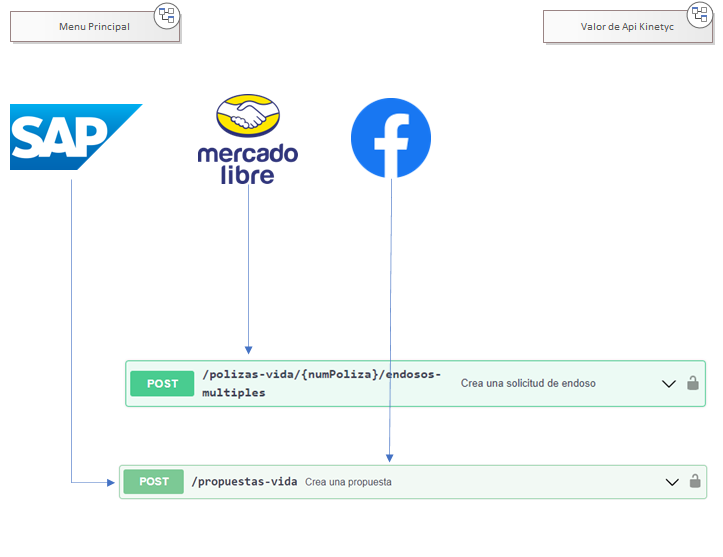 Menu Principal
Valor de Api Kinetyc
SAP
mercado
libre
f
POST
/polizas-vida/{numPoliza}/endosos-
multiples
Crea una solicitud de endoso
POST
/propuestas-vida
Crea una propuesta